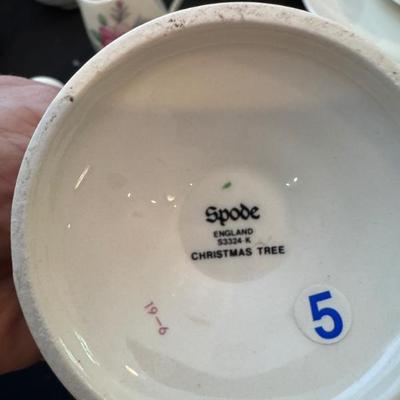 Spode
ENGLAND
S3324 K
CHRISTMAS TREE
19-6
5